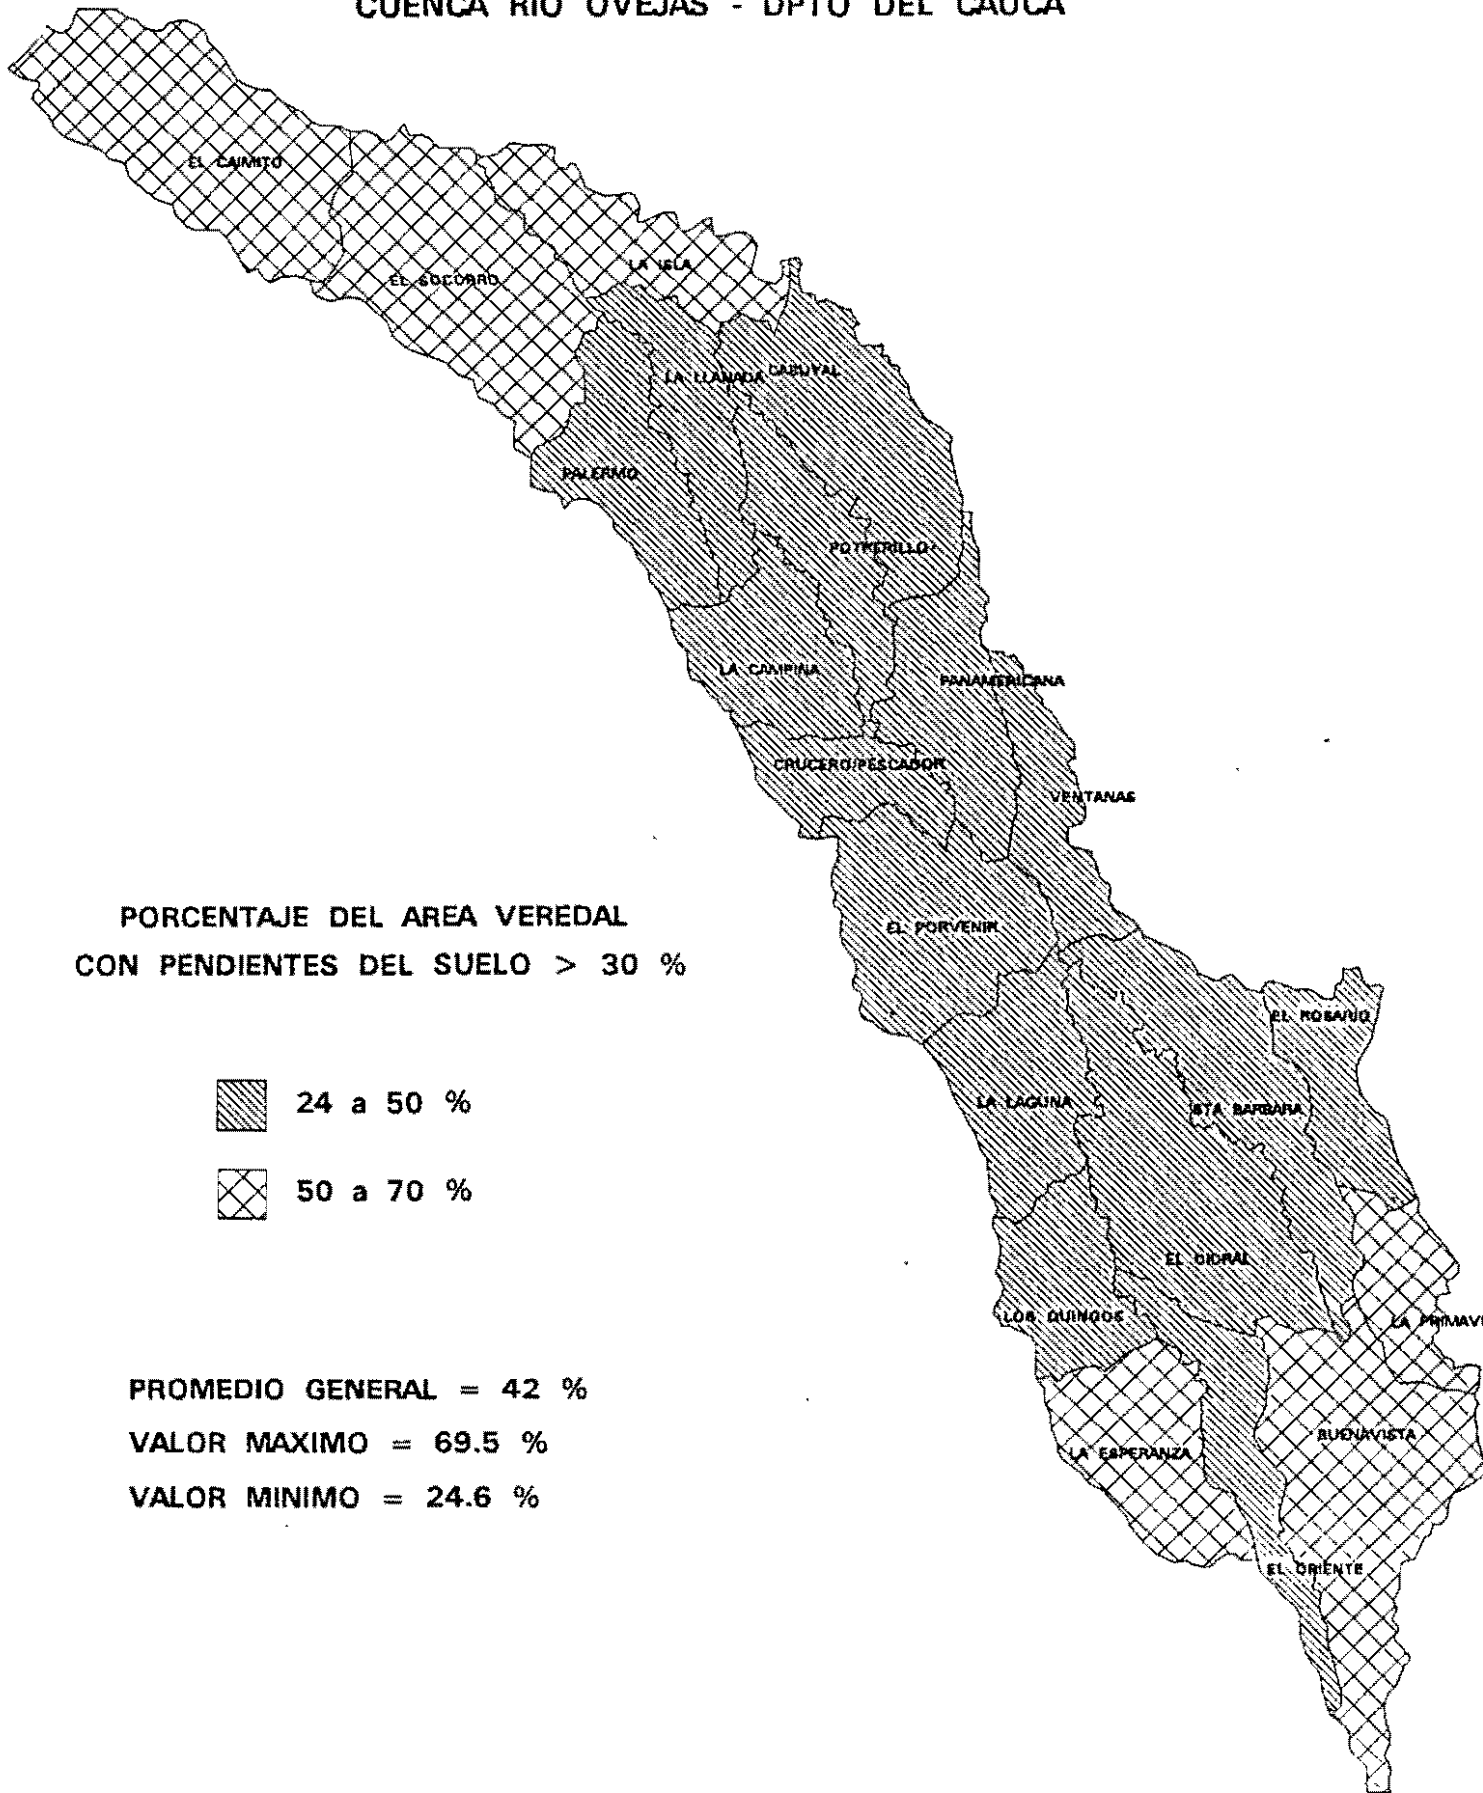 CUENCA RIO OVEJAS - DPTO DEL CAUCA
EL CAIMITO
EL SOCORRO
LA ISLA
LA LLANADA
CABUYAL
PALERMO
POTRERILLO
LA CAMPINA
PANAMERICANA
CRUCERO/PESCADOR
VENTANAS
EL PORVENIR
PORCENTAJE DEL AREA VEREDAL
CON PENDIENTES DEL SUELO > 30 %
EL ROSARIO
24 a 50 %
LA LAGUNA
STA BARBARA
50 a 70 %
EL CIDRAL
LOS QUINGOS
LA PRIMAV
PROMEDIO GENERAL = 42 %
VALOR MAXIMO = 69.5 %
VALOR MINIMO = 24.6 %
BUENAVISTA
LA ESPERANZA
EL ORIENTE